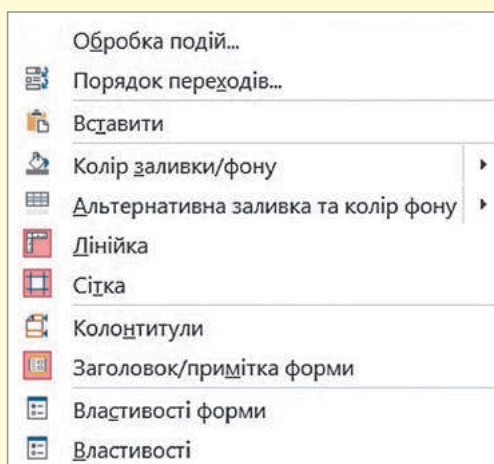 Обробка подій...
Порядок переходів...
Вставити
Колір заливки/фону
Альтернативна заливка та колір фону
Лінійка
Сітка
Колонтитули
Заголовок/примітка форми
Властивості форми
Властивості